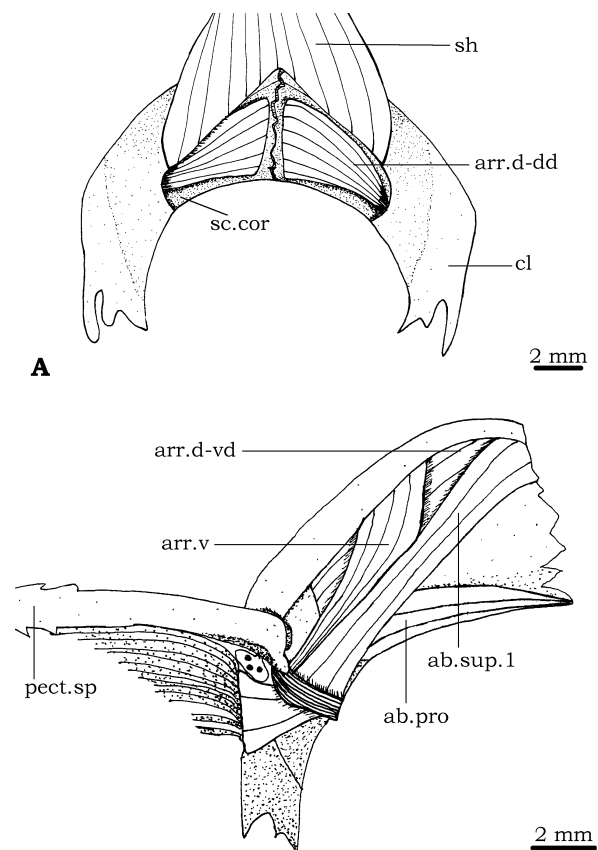 sh
arr.d-dd
sc.cor
cl
2 mm
A
arr.d-vd
arr.v
pect.sp
ab.sup.1
ab.pro
2 mm